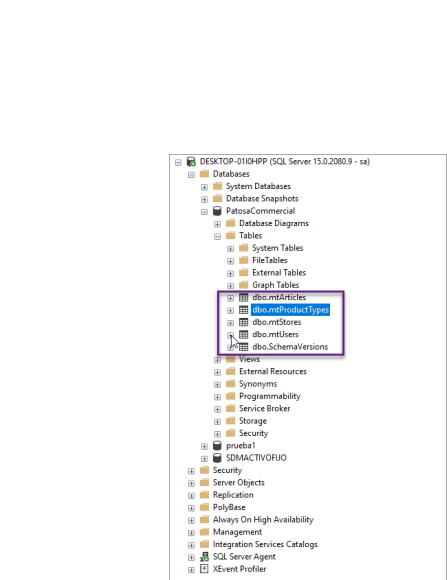 DESKTOP-01I0HPP (SQL Server 15.0.2080.9 - sa)
Databases
System Databases
Database Snapshots
PatosaCommercial
Database Diagrams
Tables
System Tables
FileTables
External Tables
Graph Tables
dbo.mtArticles
dbo.mtProductTypes
dbo.mtStores
dbo.mtUsers
dbo.SchemaVersions
Views
External Resources
Synonyms
Programmability
Service Broker
Storage
Security
prueba1
SDMACTIVOFIJO
Security
Server Objects
Replication
PolyBase
Always On High Availability
Management
Integration Services Catalogs
SQL Server Agent
XEvent Profiler